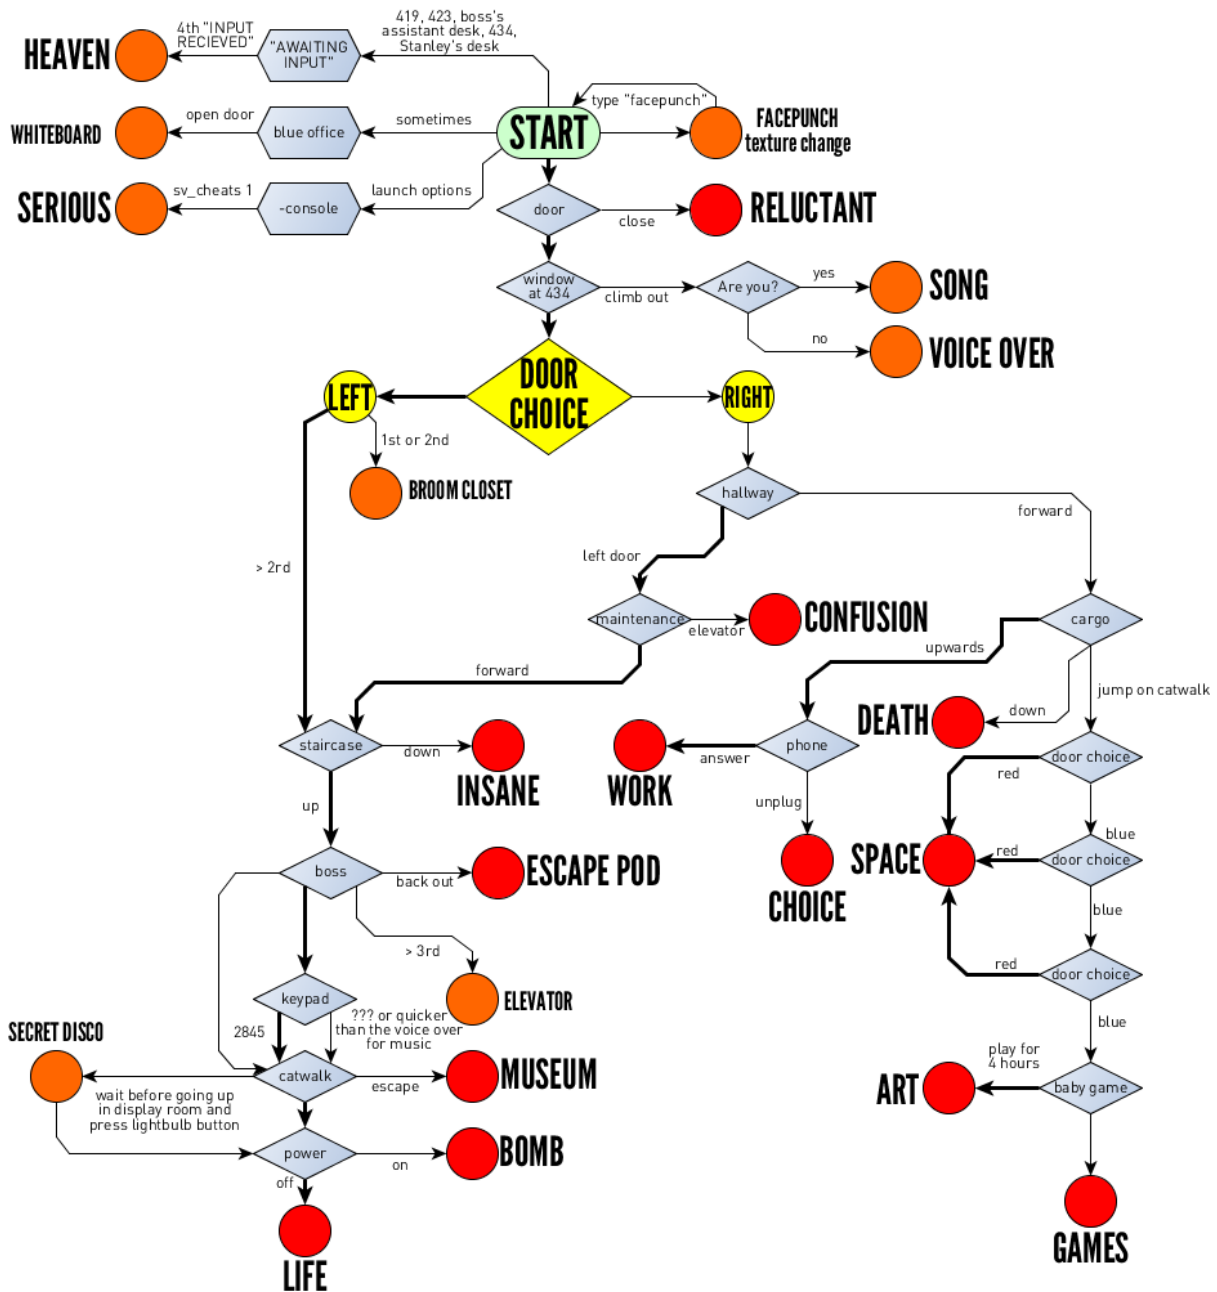 419, 423, boss's
assistant desk, 434,
Stanley's desk
4th "INPUT
RECIEVED"
HEAVEN
"AWAITING
INPUT"
type "facepunch"
WHITEBOARD
open door
blue office
sometimes
START
FACEPUNCH
texture change
SERIOUS
sv_cheats 1
-console
launch options
door
close
RELUCTANT
window
at 434
climb out
Are you?
yes
SONG
no
VOICE OVER
LEFT
DOOR
CHOICE
RIGHT
1st or 2nd
BROOM CLOSET
hallway
forward
left door
> 2rd
maintenance
elevator
CONFUSION
cargo
upwards
forward
jump on catwalk
DEATH
down
staircase
down
INSANE
WORK
answer
phone
door choice
red
up
unplug
blue
boss
back out
ESCAPE POD
CHOICE
SPACE
red
door choice
blue
> 3rd
red
door choice
keypad
ELEVATOR
2845
??? or quicker
than the voice over
for music
blue
SECRET DISCO
catwalk
escape
MUSEUM
play for
4 hours
ART
baby game
wait before going up
in display room and
press lightbulb button
power
on
BOMB
off
LIFE
GAMES